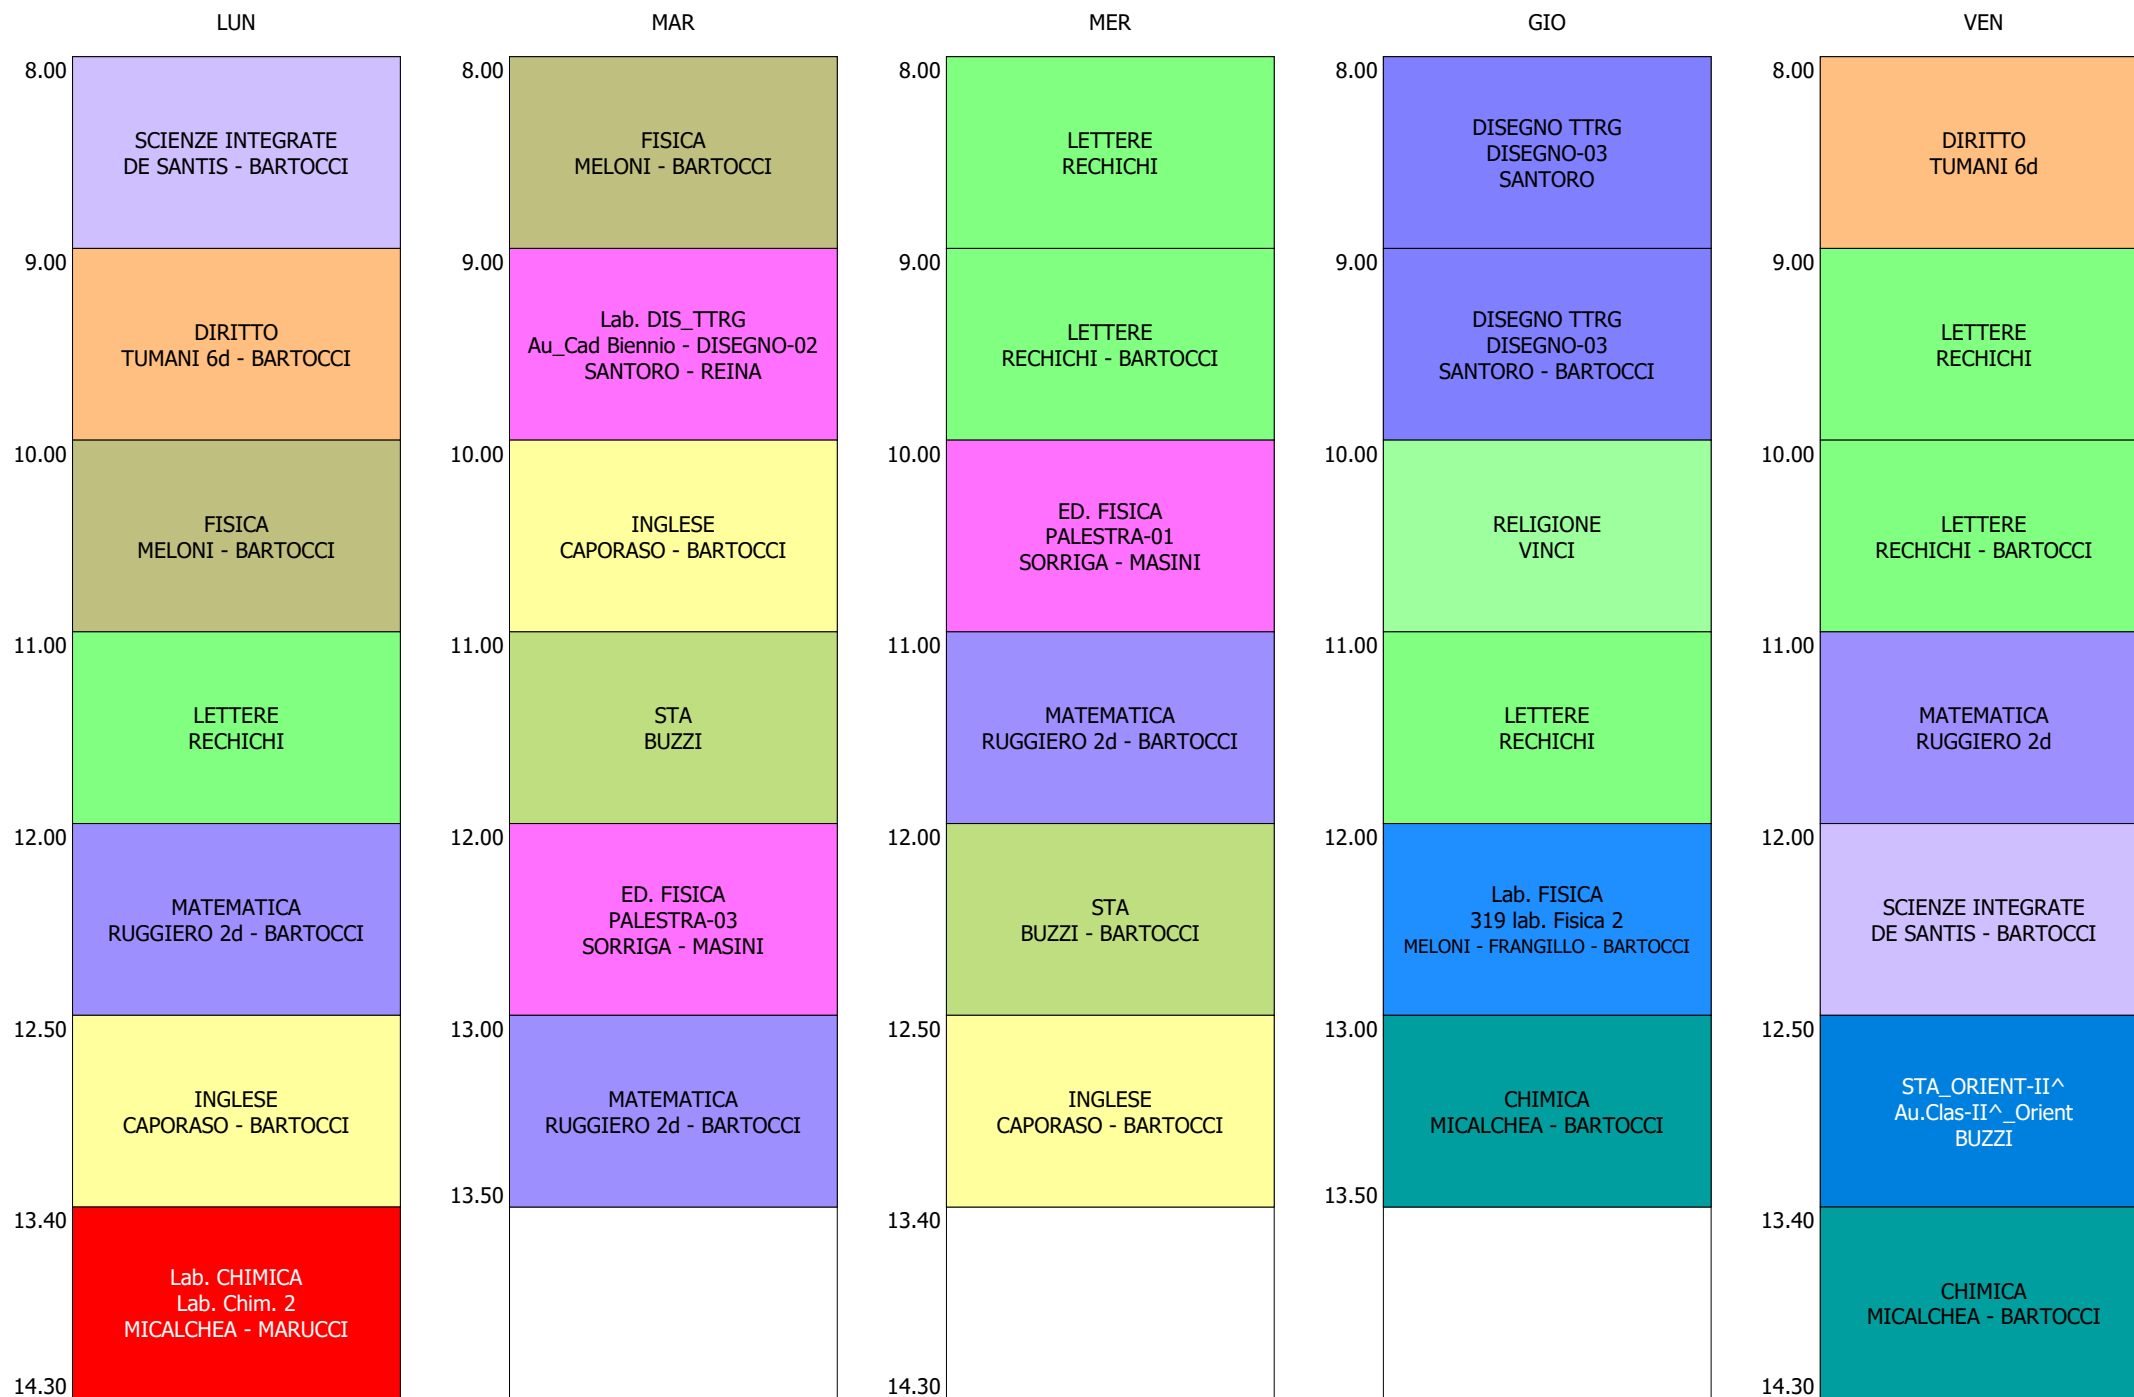 LUN
8.00
SCIENZE INTEGRATE
DE SANTIS - BARTOCCI
9.00
DIRITTO
TUMANI 6d - BARTOCCI
10.00
FISICA
MELONI - BARTOCCI
11.00
LETTERE
RECHICHI
12.00
MATEMATICA
RUGGIERO 2d - BARTOCCI
12.50
INGLESE
CAPORASO - BARTOCCI
13.40
Lab. CHIMICA
Lab. Chim. 2
MICALCHEA - MARUCCI
14.30
MAR
8.00
FISICA
MELONI - BARTOCCI
9.00
Lab. DIS_TTRG
Au_Cad Biennio - DISEGNO-02
SANTORO - REINA
10.00
INGLESE
CAPORASO - BARTOCCI
11.00
STA
BUZZI
12.00
ED. FISICA
PALESTRA-03
SORRIGA - MASINI
13.00
MATEMATICA
RUGGIERO 2d - BARTOCCI
13.50
MER
8.00
LETTERE
RECHICHI
9.00
LETTERE
RECHICHI - BARTOCCI
10.00
ED. FISICA
PALESTRA-01
SORRIGA - MASINI
11.00
MATEMATICA
RUGGIERO 2d - BARTOCCI
12.00
STA
BUZZI - BARTOCCI
12.50
INGLESE
CAPORASO - BARTOCCI
13.40
14.30
GIO
8.00
DISEGNO TTRG
DISEGNO-03
SANTORO
9.00
DISEGNO TTRG
DISEGNO-03
SANTORO - BARTOCCI
10.00
RELIGIONE
VINCI
11.00
LETTERE
RECHICHI
12.00
Lab. FISICA
319 lab. Fisica 2
MELONI - FRANGILLO - BARTOCCI
13.00
CHIMICA
MICALCHEA - BARTOCCI
13.50
VEN
8.00
DIRITTO
TUMANI 6d
9.00
LETTERE
RECHICHI
10.00
LETTERE
RECHICHI - BARTOCCI
11.00
MATEMATICA
RUGGIERO 2d
12.00
SCIENZE INTEGRATE
DE SANTIS - BARTOCCI
12.50
STA_ORIENT-II^
Au.Clas-II^_Orient
BUZZI
13.40
CHIMICA
MICALCHEA - BARTOCCI
14.30